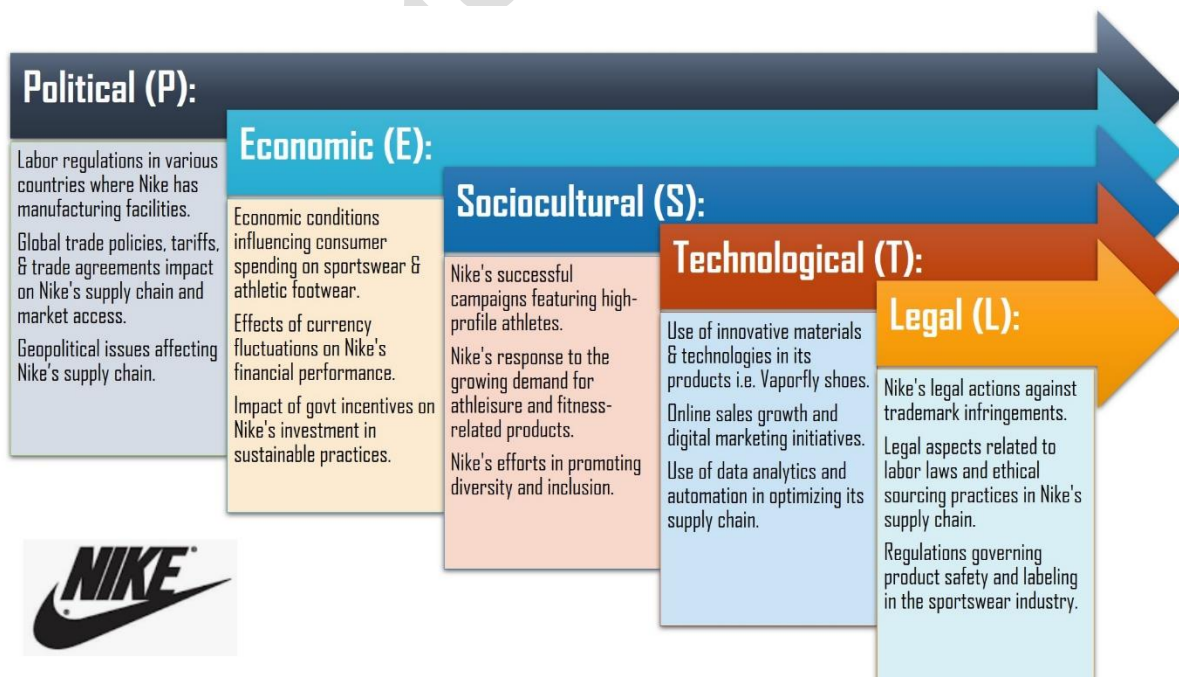 Political (P):
Labor regulations in various
countries where Nike has
manufacturing facilities.
Global trade policies, tariffs,
& trade agreements impact
on Nike's supply chain and
market access.
Geopolitical issues affecting
Nike's supply chain.
Economic (E):
Economic conditions
influencing consumer
spending on sportswear &
athletic footwear.
Effects of currency
fluctuations on Nike's
financial performance.
Impact of govt incentives on
Nike's investment in
sustainable practices.
Sociocultural (S):
Nike's successful
campaigns featuring high-
profile athletes.
Nike's response to the
growing demand for
athleisure and fitness-
related products.
Nike's efforts in promoting
diversity and inclusion.
Technological (T):
Use of innovative materials
& technologies in its
products i.e. Vaporfly shoes.
Online sales growth and
digital marketing initiatives.
Use of data analytics and
automation in optimizing its
supply chain.
Legal (L):
Nike's legal actions against
trademark infringements.
Legal aspects related to
labor laws and ethical
sourcing practices in Nike's
supply chain.
Regulations governing
product safety and labeling
in the sportswear industry.
NIKE